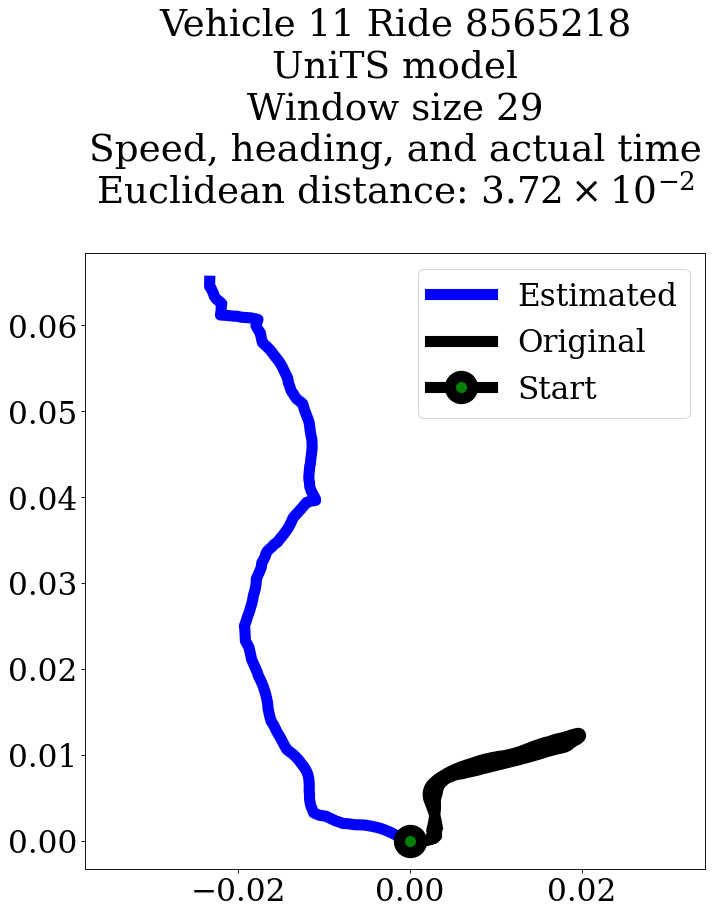 Vehicle 11 Ride 8565218
UniTS model
Window size 29
Speed, heading, and actual time
Euclidean distance: 3.72 × 10⁻²
Estimated
Original
Start
0.06
0.05
0.04
0.03
0.02
0.01
0.00
−0.02 0.00 0.02